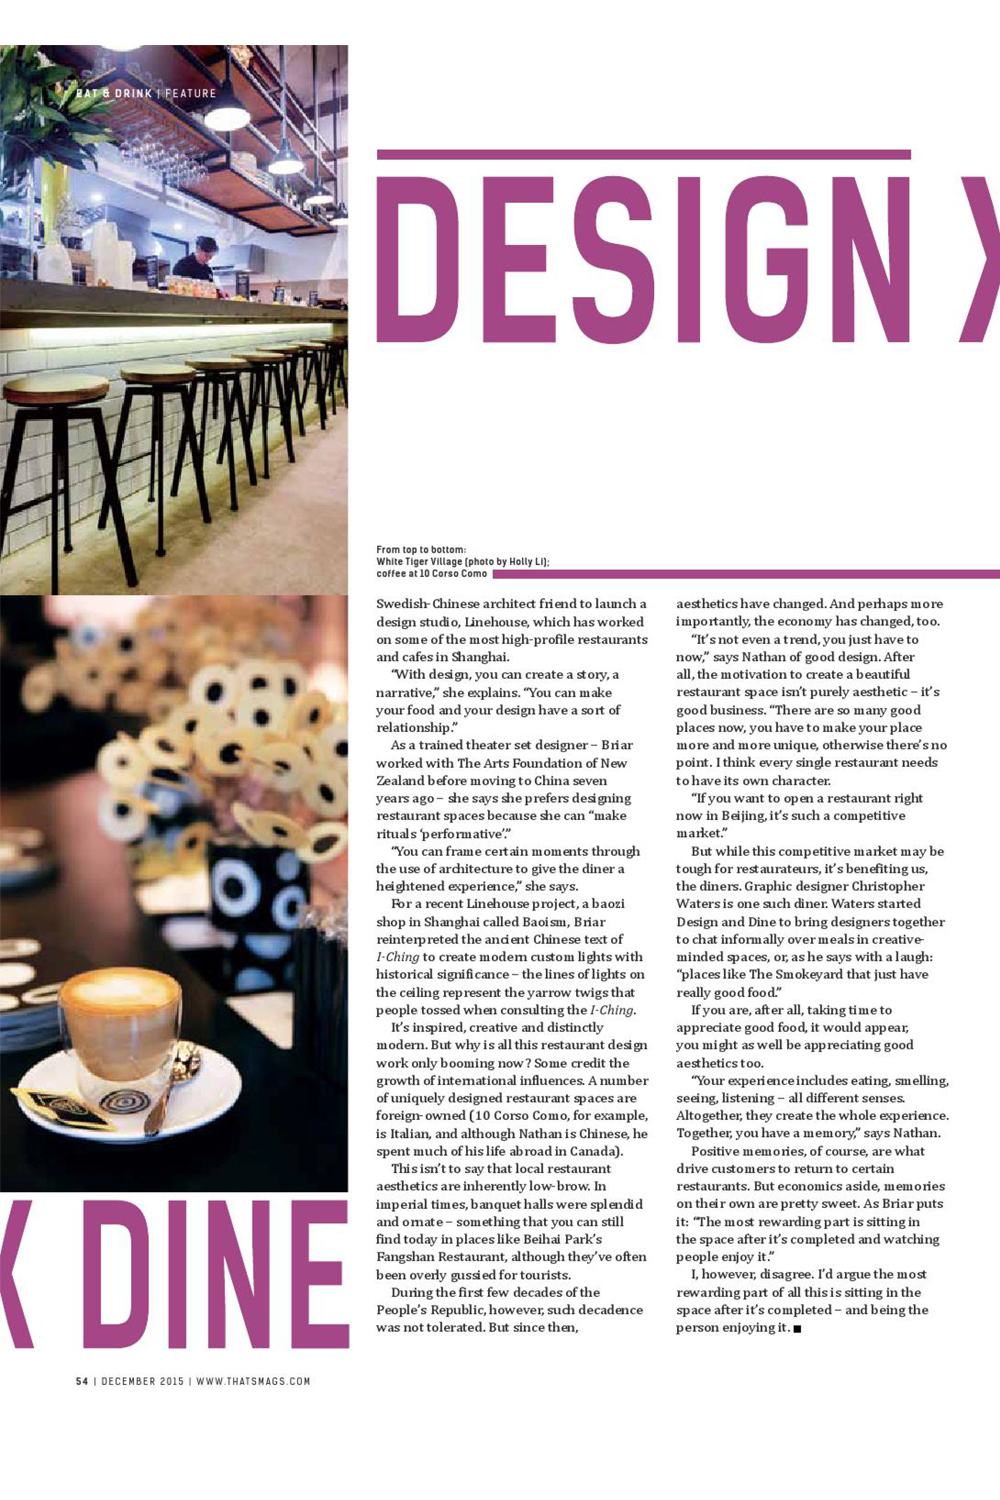 EAT & DRINK | FEATURE
DESIGN X
From top to bottom:
White Tiger Village (photo by Holly Li);
coffee at 10 Corso Como
Swedish-Chinese architect friend to launch a
design studio, Linehouse, which has worked
on some of the most high-profile restaurants
and cafes in Shanghai.
“With design, you can create a story, a
narrative,” she explains. “You can make
your food and your design have a sort of
relationship.”
As a trained theater set designer – Briar
worked with The Arts Foundation of New
Zealand before moving to China seven
years ago – she says she prefers designing
restaurant spaces because she can “make
rituals ‘performative’.”
“You can frame certain moments through
the use of architecture to give the diner a
heightened experience,” she says.
For a recent Linehouse project, a baozi
shop in Shanghai called Baoism, Briar
reinterpreted the ancient Chinese text of
I-Ching to create modern custom lights with
historical significance – the lines of lights on
the ceiling represent the yarrow twigs that
people tossed when consulting the I-Ching.
It’s inspired, creative and distinctly
modern. But why is all this restaurant design
work only booming now? Some credit the
growth of international influences. A number
of uniquely designed restaurant spaces are
foreign-owned (10 Corso Como, for example,
is Italian, and although Nathan is Chinese, he
spent much of his life abroad in Canada).
This isn’t to say that local restaurant
aesthetics are inherently low-brow. In
imperial times, banquet halls were splendid
and ornate – something that you can still
find today in places like Beihai Park’s
Fangshan Restaurant, although they’ve often
been overly gussied for tourists.
During the first few decades of the
People’s Republic, however, such decadence
was not tolerated. But since then,
aesthetics have changed. And perhaps more
importantly, the economy has changed, too.
“It’s not even a trend, you just have to
now,” says Nathan of good design. After
all, the motivation to create a beautiful
restaurant space isn’t purely aesthetic – it’s
good business. “There are so many good
places now, you have to make your place
more and more unique, otherwise there’s no
point. I think every single restaurant needs
to have its own character.
“If you want to open a restaurant right
now in Beijing, it’s such a competitive
market.”
But while this competitive market may be
tough for restaurateurs, it’s benefiting us,
the diners. Graphic designer Christopher
Waters is one such diner. Waters started
Design and Dine to bring designers together
to chat informally over meals in creative-
minded spaces, or, as he says with a laugh:
“places like The Smokeyard that just have
really good food.”
If you are, after all, taking time to
appreciate good food, it would appear,
you might as well be appreciating good
aesthetics too.
“Your experience includes eating, smelling,
seeing, listening – all different senses.
Altogether, they create the whole experience.
Together, you have a memory,” says Nathan.
Positive memories, of course, are what
drive customers to return to certain
restaurants. But economics aside, memories
on their own are pretty sweet. As Briar puts
it: “The most rewarding part is sitting in
the space after it’s completed and watching
people enjoy it.”
I, however, disagree. I’d argue the most
rewarding part of all this is sitting in the
space after it’s completed – and being the
person enjoying it. ■
X DINE
54 | DECEMBER 2015 | WWW.THATSMAGS.COM